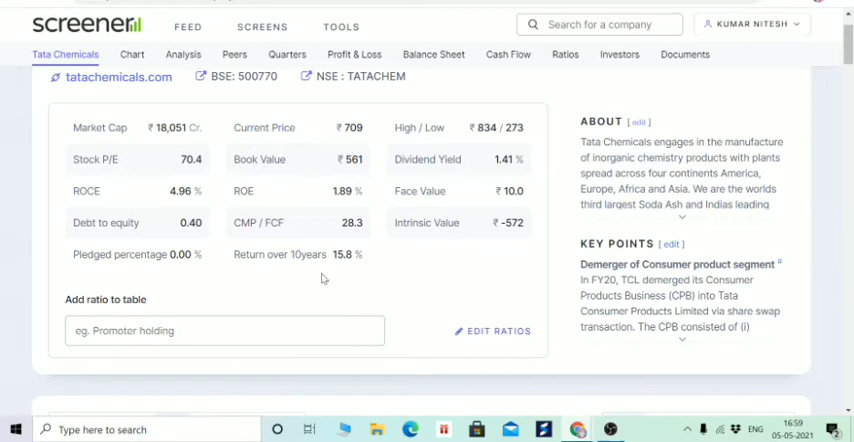 screener
FEED SCREENS TOOLS
Search for a company
KUMAR NITESH
Tata Chemicals Chart Analysis Peers Quarters Profit & Loss Balance Sheet Cash Flow Ratios Investors Documents
tatachemicals.com BSE: 500770 NSE : TATACHEM
Market Cap ₹ 18,051 Cr. Current Price ₹ 709 High / Low ₹ 834 / 273
Stock P/E 70.4 Book Value ₹ 561 Dividend Yield 1.41 %
ROCE 4.96 % ROE 1.89 % Face Value ₹ 10.0
Debt to equity 0.40 CMP / FCF 28.3 Intrinsic Value ₹ -572
Pledged percentage 0.00 % Return over 10years 15.8 %
Add ratio to table
eg. Promoter holding
EDIT RATIOS
ABOUT [ edit ]
Tata Chemicals engages in the manufacture
of inorganic chemistry products with plants
spread across four continents America,
Europe, Africa and Asia. We are the worlds
third largest Soda Ash and Indias leading
KEY POINTS [ edit ]
Demerger of Consumer product segment
In FY20, TCL demerged its Consumer
Products Business (CPB) into Tata
Consumer Products Limited via share swap
transaction. The CPB consisted of (i)
Type here to search
ENG
16:59
05-05-2021
2